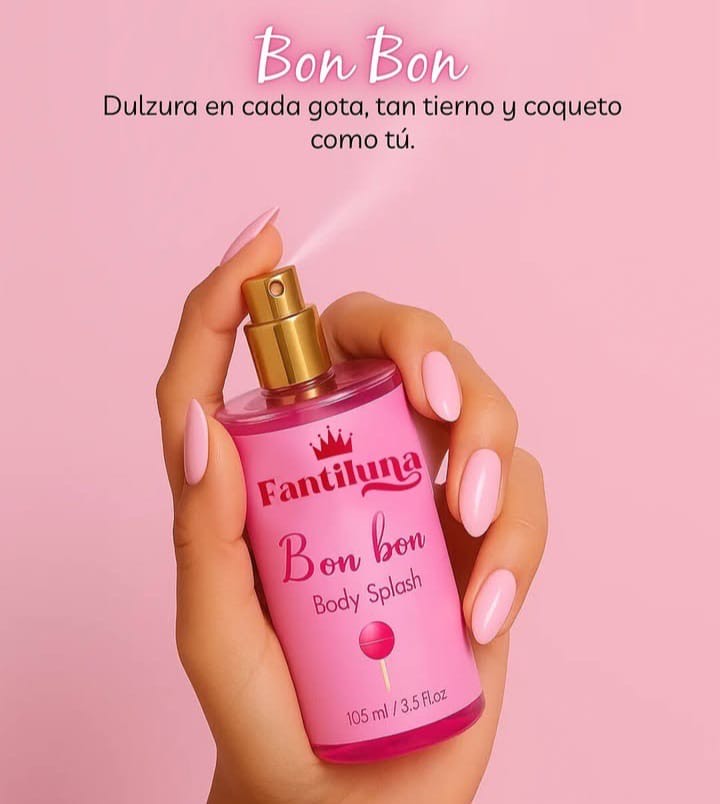 Bon Bon
Dulzura en cada gota, tan tierno y coqueto
como tú.
Fantiluna
Bon bon
Body Splash
105 ml / 3.5 Fl.oz